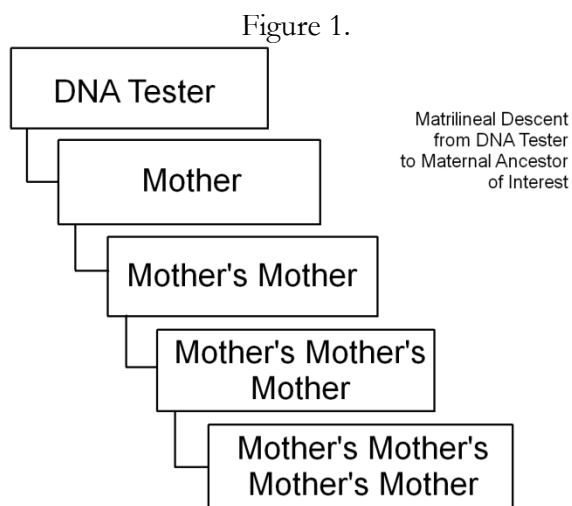 Figure 1.
DNA Tester
Matrilineal Descent
from DNA Tester
to Maternal Ancestor
of Interest
Mother
Mother's Mother
Mother's Mother's
Mother
Mother's Mother's
Mother's Mother